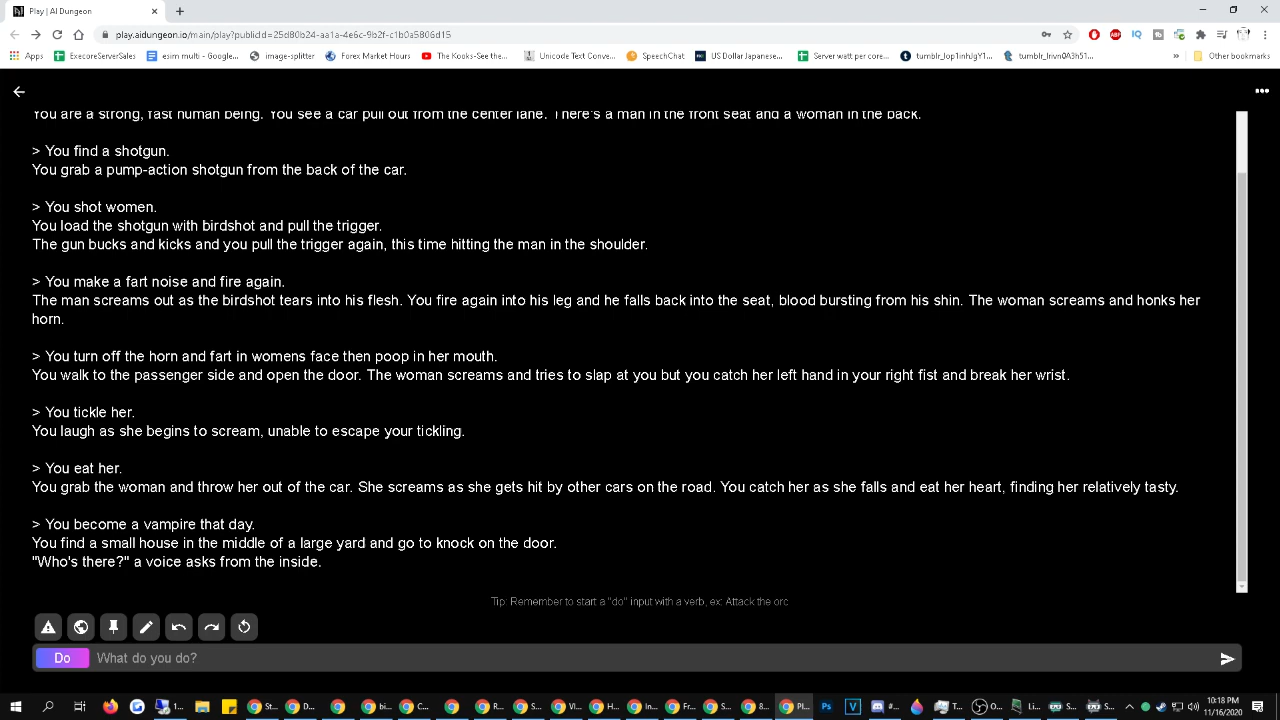 Play | AI Dungeon
play.aidungeon.io/main/play?publicId=25d80b24-aa1a-4e6c-9b2f-c1b0a5806d15
Apps ExecoreServerSales esim multi - Google... image-splitter Forex Market Hours The Kooks-See the... Unicode Text Conve... SpeechChat US Dollar Japanese... Server watt per core... tumblr_lop1inhJgY1... tumblr_lnvn0A3h51... » Other bookmarks
You are a strong, fast human being. You see a car pull out from the center lane. There's a man in the front seat and a woman in the back.
> You find a shotgun.
You grab a pump-action shotgun from the back of the car.
> You shot women.
You load the shotgun with birdshot and pull the trigger.
The gun bucks and kicks and you pull the trigger again, this time hitting the man in the shoulder.
> You make a fart noise and fire again.
The man screams out as the birdshot tears into his flesh. You fire again into his leg and he falls back into the seat, blood bursting from his shin. The woman screams and honks her
horn.
> You turn off the horn and fart in womens face then poop in her mouth.
You walk to the passenger side and open the door. The woman screams and tries to slap at you but you catch her left hand in your right fist and break her wrist.
> You tickle her.
You laugh as she begins to scream, unable to escape your tickling.
> You eat her.
You grab the woman and throw her out of the car. She screams as she gets hit by other cars on the road. You catch her as she falls and eat her heart, finding her relatively tasty.
> You become a vampire that day.
You find a small house in the middle of a large yard and go to knock on the door.
"Who's there?" a voice asks from the inside.
Tip: Remember to start a "do" input with a verb, ex: Attack the orc
Do What do you do?
1... St... D... bi... C... R... S... Vi... H... In... Fr... S... 8... Pl... #... T... O... Li... S... S...
10:18 PM
11/16/2020